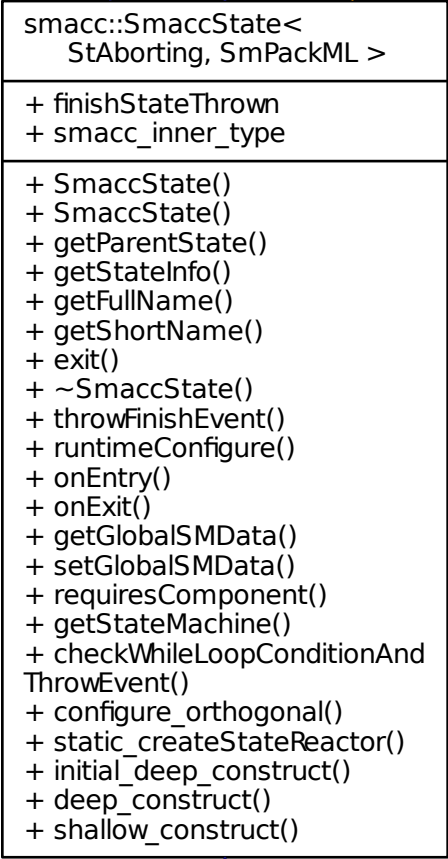 smacc::SmaccState<
StAborting, SmPackML >
+ finishStateThrown
+ smacc_inner_type
+ SmaccState()
+ SmaccState()
+ getParentState()
+ getStateInfo()
+ getFullName()
+ getShortName()
+ exit()
+ ~SmaccState()
+ throwFinishEvent()
+ runtimeConfigure()
+ onEntry()
+ onExit()
+ getGlobalSMData()
+ setGlobalSMData()
+ requiresComponent()
+ getStateMachine()
+ checkWhileLoopConditionAnd
ThrowEvent()
+ configure_orthogonal()
+ static_createStateReactor()
+ initial_deep_construct()
+ deep_construct()
+ shallow_construct()